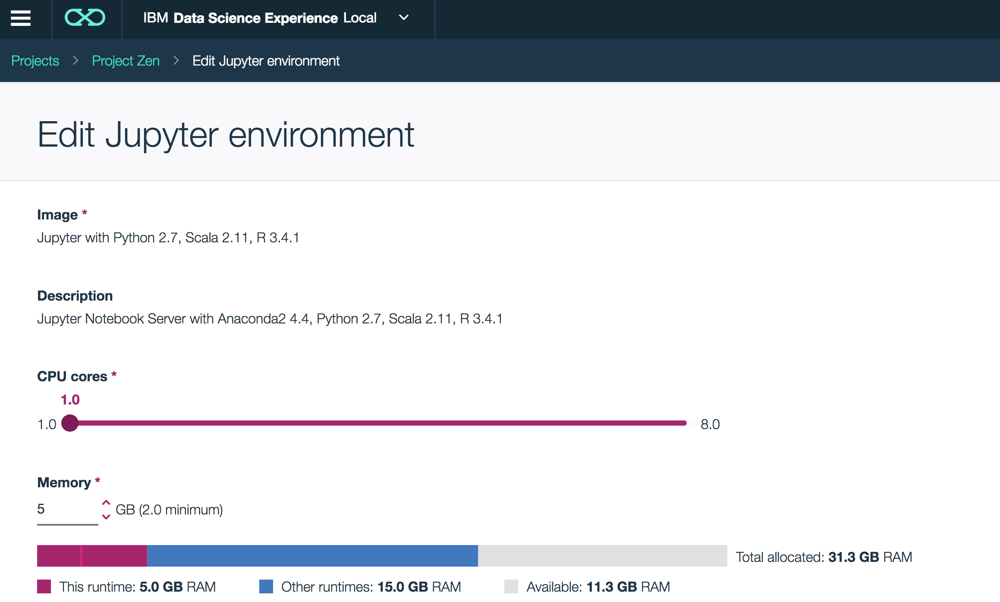 IBM Data Science Experience Local
Projects > Project Zen > Edit Jupyter environment
Edit Jupyter environment
Image *
Jupyter with Python 2.7, Scala 2.11, R 3.4.1
Description
Jupyter Notebook Server with Anaconda2 4.4, Python 2.7, Scala 2.11, R 3.4.1
CPU cores *
1.0
1.0 8.0
Memory *
5 GB (2.0 minimum)
Total allocated: 31.3 GB RAM
This runtime: 5.0 GB RAM Other runtimes: 15.0 GB RAM Available: 11.3 GB RAM